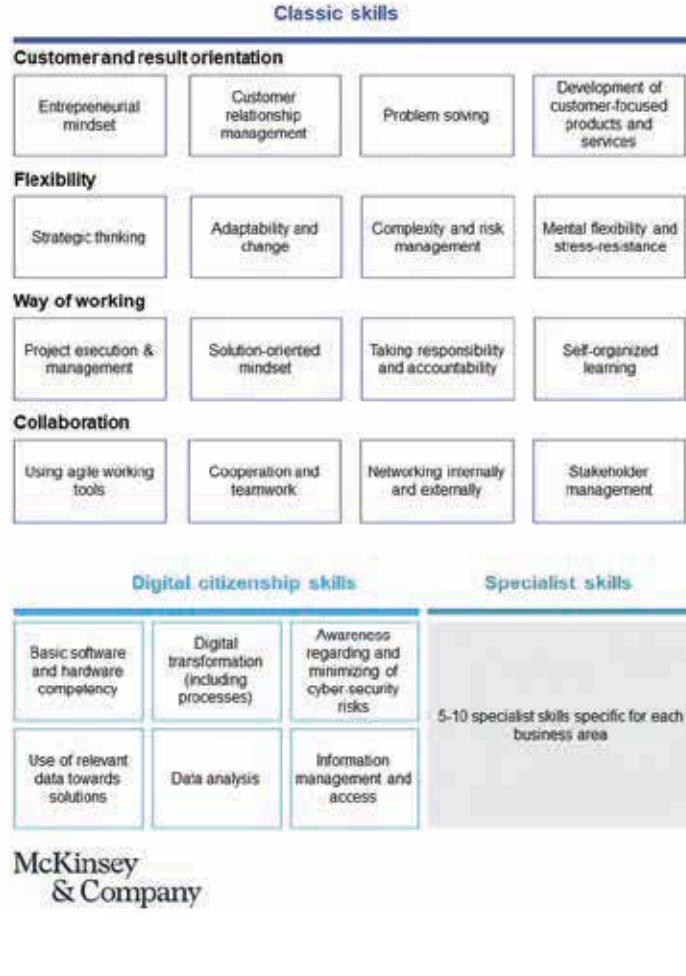 Classic skills
Customer and result orientation
Entrepreneurial
mindset
Customer
relationship
management
Problem solving
Development of
customer-focused
products and
services
Flexibility
Strategic thinking
Adaptability and
change
Complexity and risk
management
Mental flexibility and
stress-resistance
Way of working
Project execution &
management
Solution-oriented
mindset
Taking responsibility
and accountability
Self-organized
learning
Collaboration
Using agile working
tools
Cooperation and
teamwork
Networking internally
and externally
Stakeholder
management
Digital citizenship skills
Basic software
and hardware
competency
Digital
transformation
(including
processes)
Awareness
regarding and
minimizing of
cyber security
risks
Use of relevant
data towards
solutions
Data analysis
Information
management and
access
Specialist skills
5-10 specialist skills specific for each
business area
McKinsey
& Company